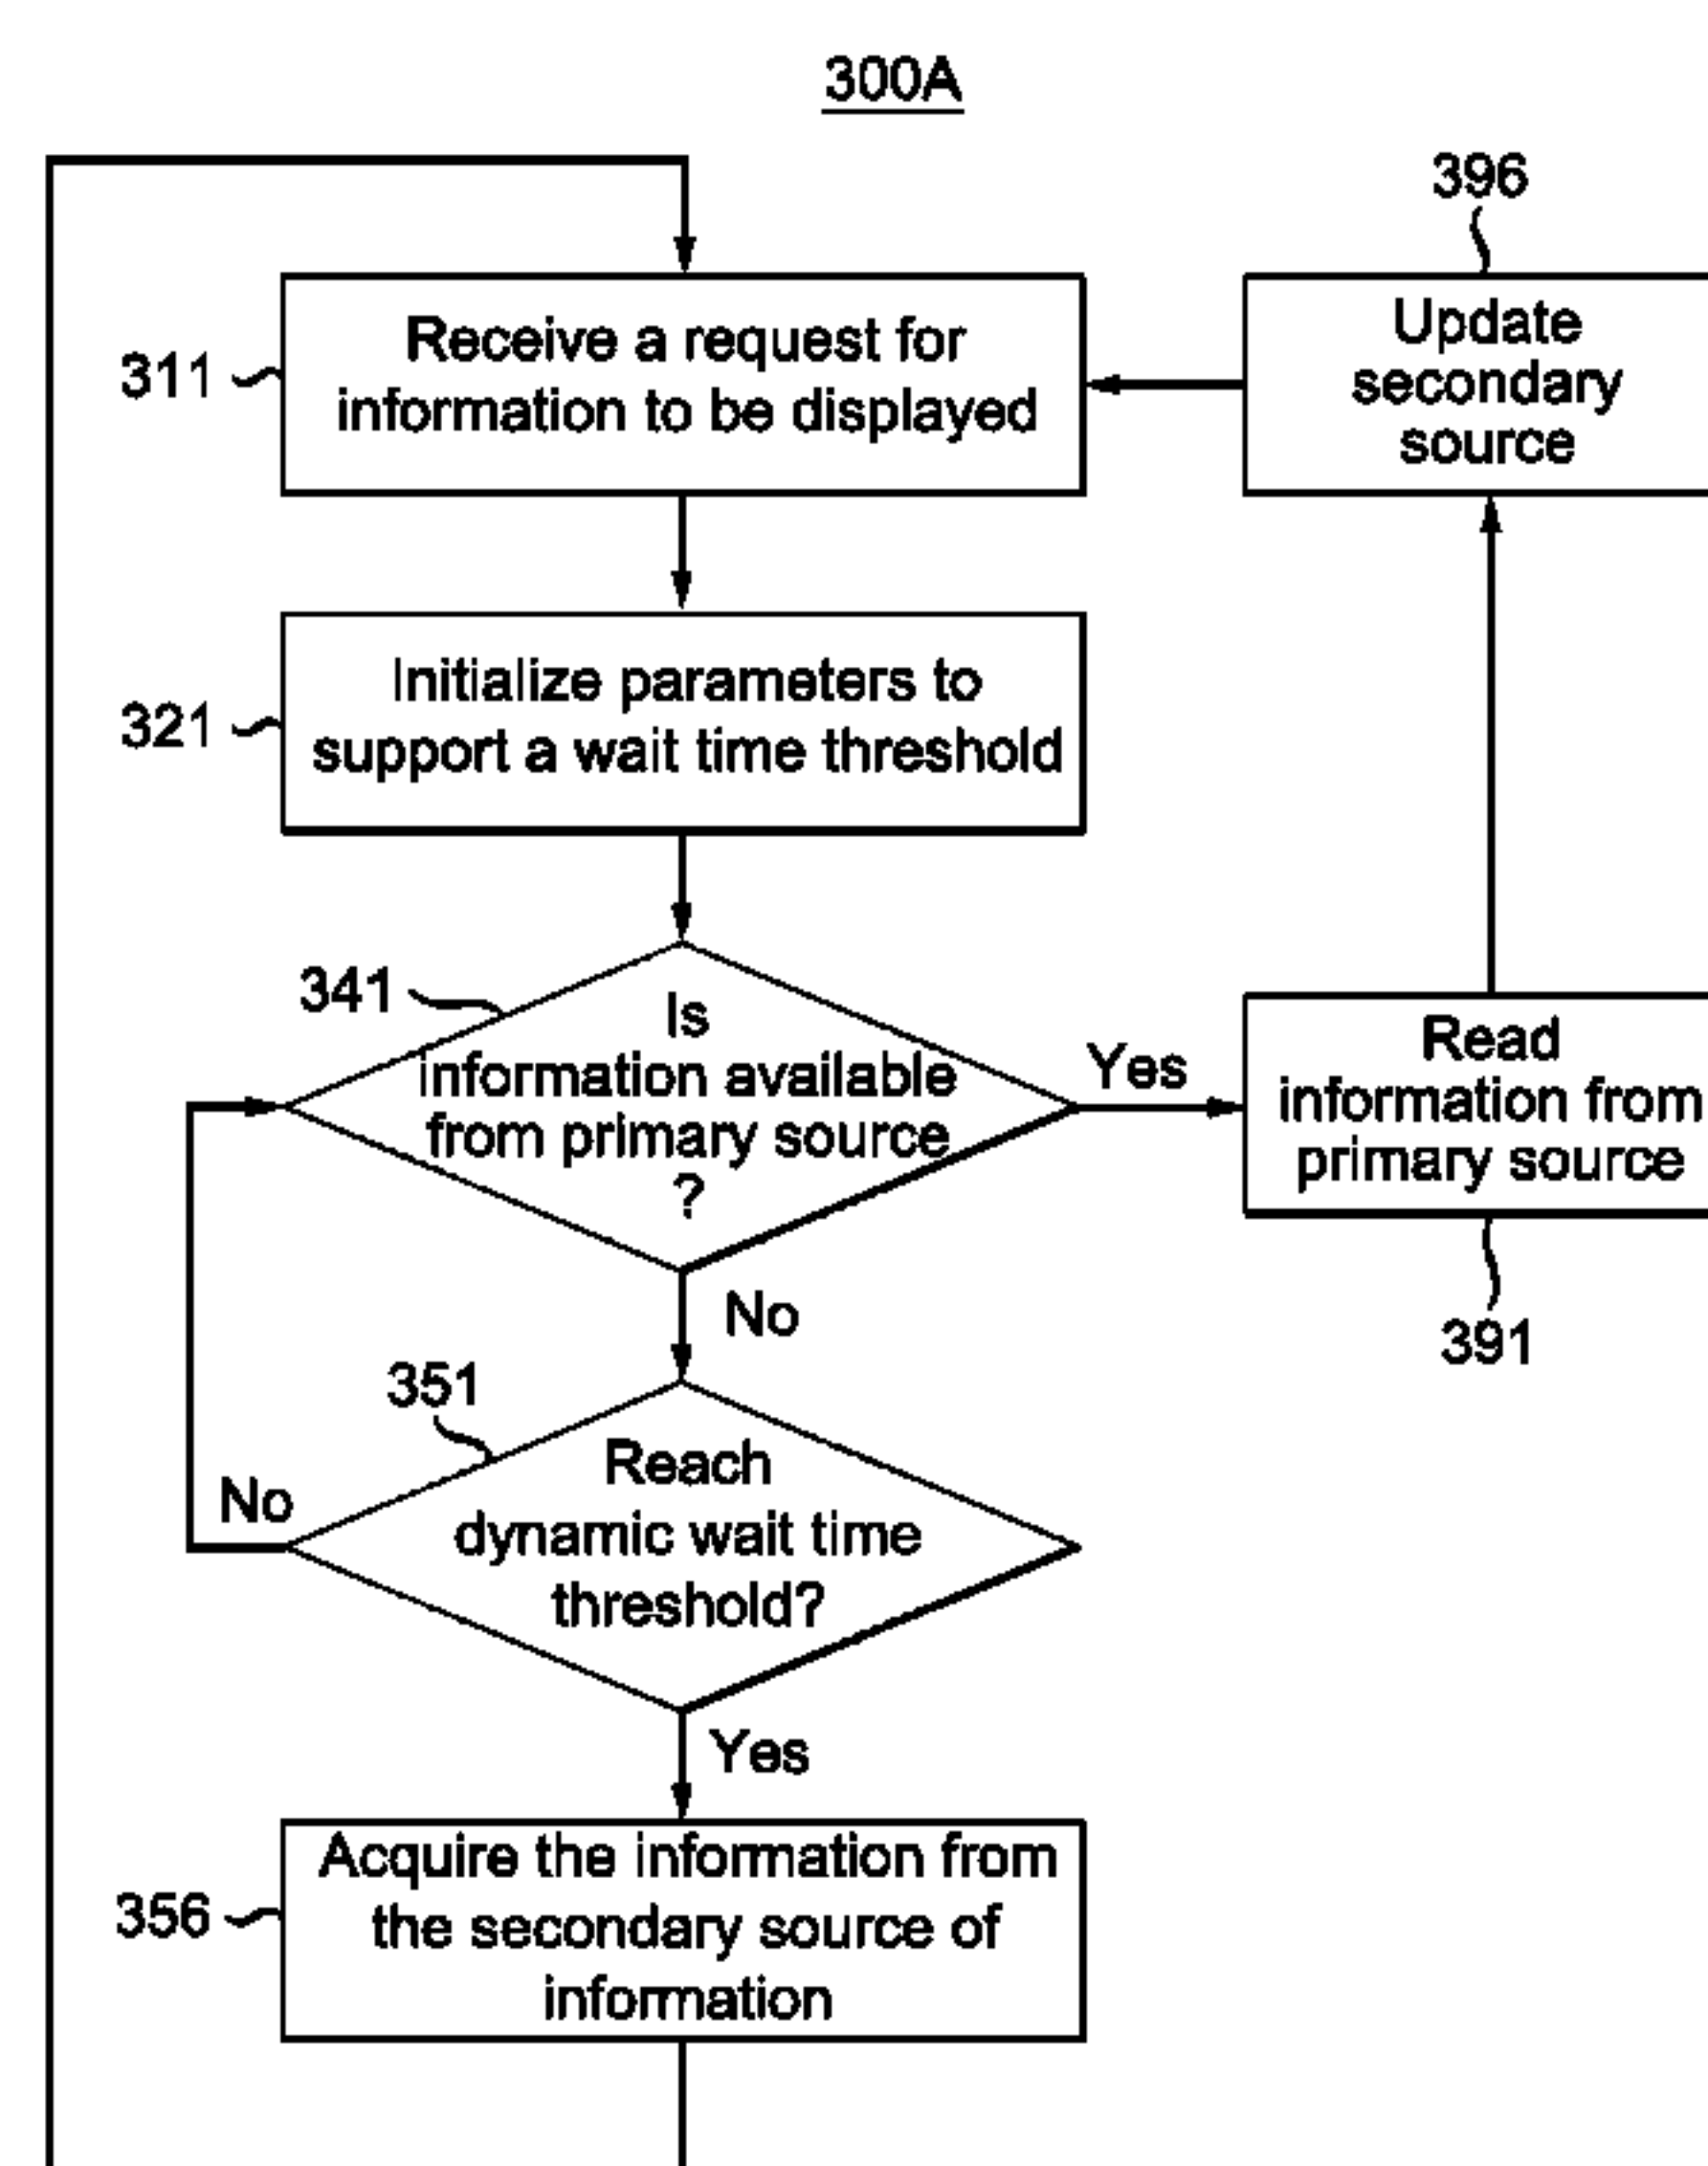 300A
396
311
Receive a request for
information to be displayed
Update
secondary
source
321
Initialize parameters to
support a wait time threshold
341
Is
information available
from primary source
?
Yes
Read
information from
primary source
391
No
351
Reach
dynamic wait time
threshold?
No
Yes
356
Acquire the information from
the secondary source of
information